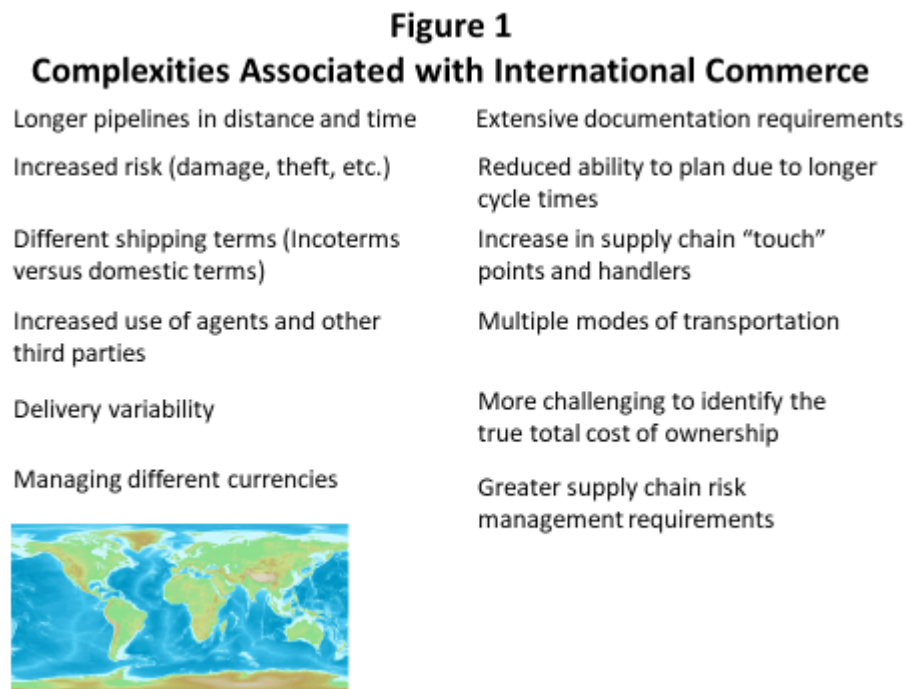 Figure 1
Complexities Associated with International Commerce
Longer pipelines in distance and time
Increased risk (damage, theft, etc.)
Different shipping terms (Incoterms
versus domestic terms)
Increased use of agents and other
third parties
Delivery variability
Managing different currencies
Extensive documentation requirements
Reduced ability to plan due to longer
cycle times
Increase in supply chain “touch”
points and handlers
Multiple modes of transportation
More challenging to identify the
true total cost of ownership
Greater supply chain risk
management requirements